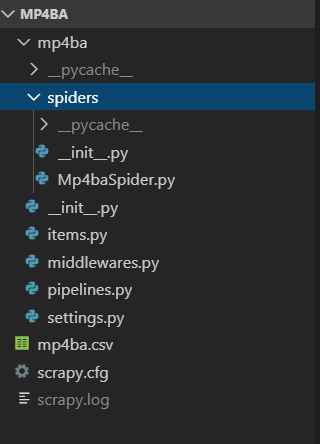 MP4BA
mp4ba
__pycache__
spiders
__pycache__
__init__.py
Mp4baSpider.py
__init__.py
items.py
middlewares.py
pipelines.py
settings.py
mp4ba.csv
scrapy.cfg
scrapy.log